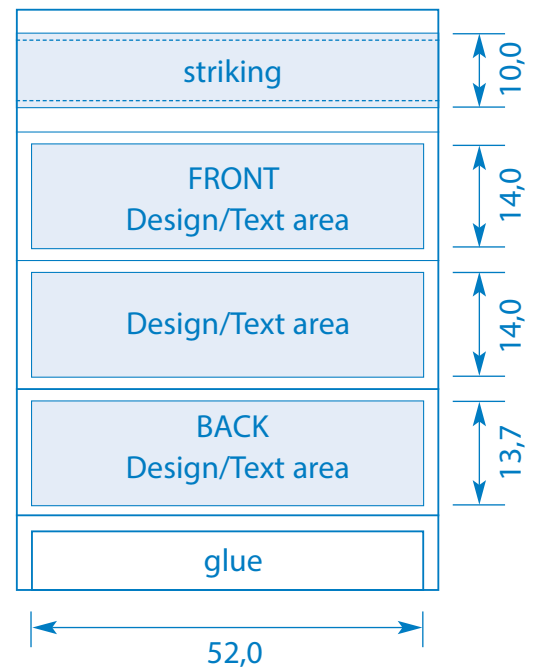 striking
10,0
FRONT
Design/Text area
14,0
Design/Text area
14,0
BACK
Design/Text area
13,7
glue
52,0